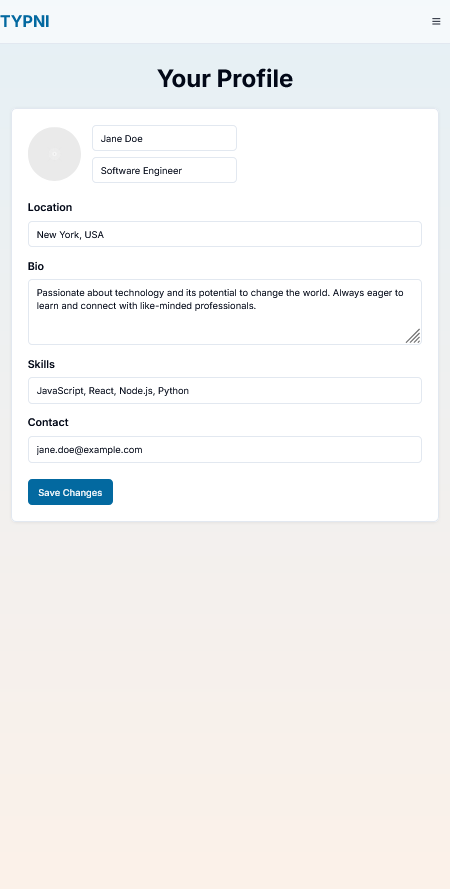 TYPNI
Your Profile
Jane Doe
Software Engineer
Location
New York, USA
Bio
Passionate about technology and its potential to change the world. Always eager to
learn and connect with like-minded professionals.
Skills
JavaScript, React, Node.js, Python
Contact
jane.doe@example.com
Save Changes